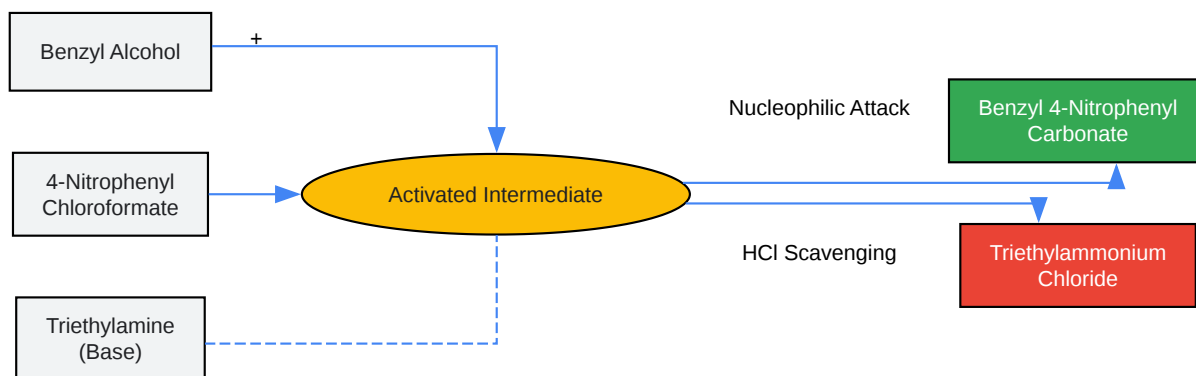 Benzyl Alcohol
+
Nucleophilic Attack
Benzyl 4-Nitrophenyl
Carbonate
4-Nitrophenyl
Chloroformate
Activated Intermediate
HCl Scavenging
Triethylammonium
Chloride
Triethylamine
(Base)